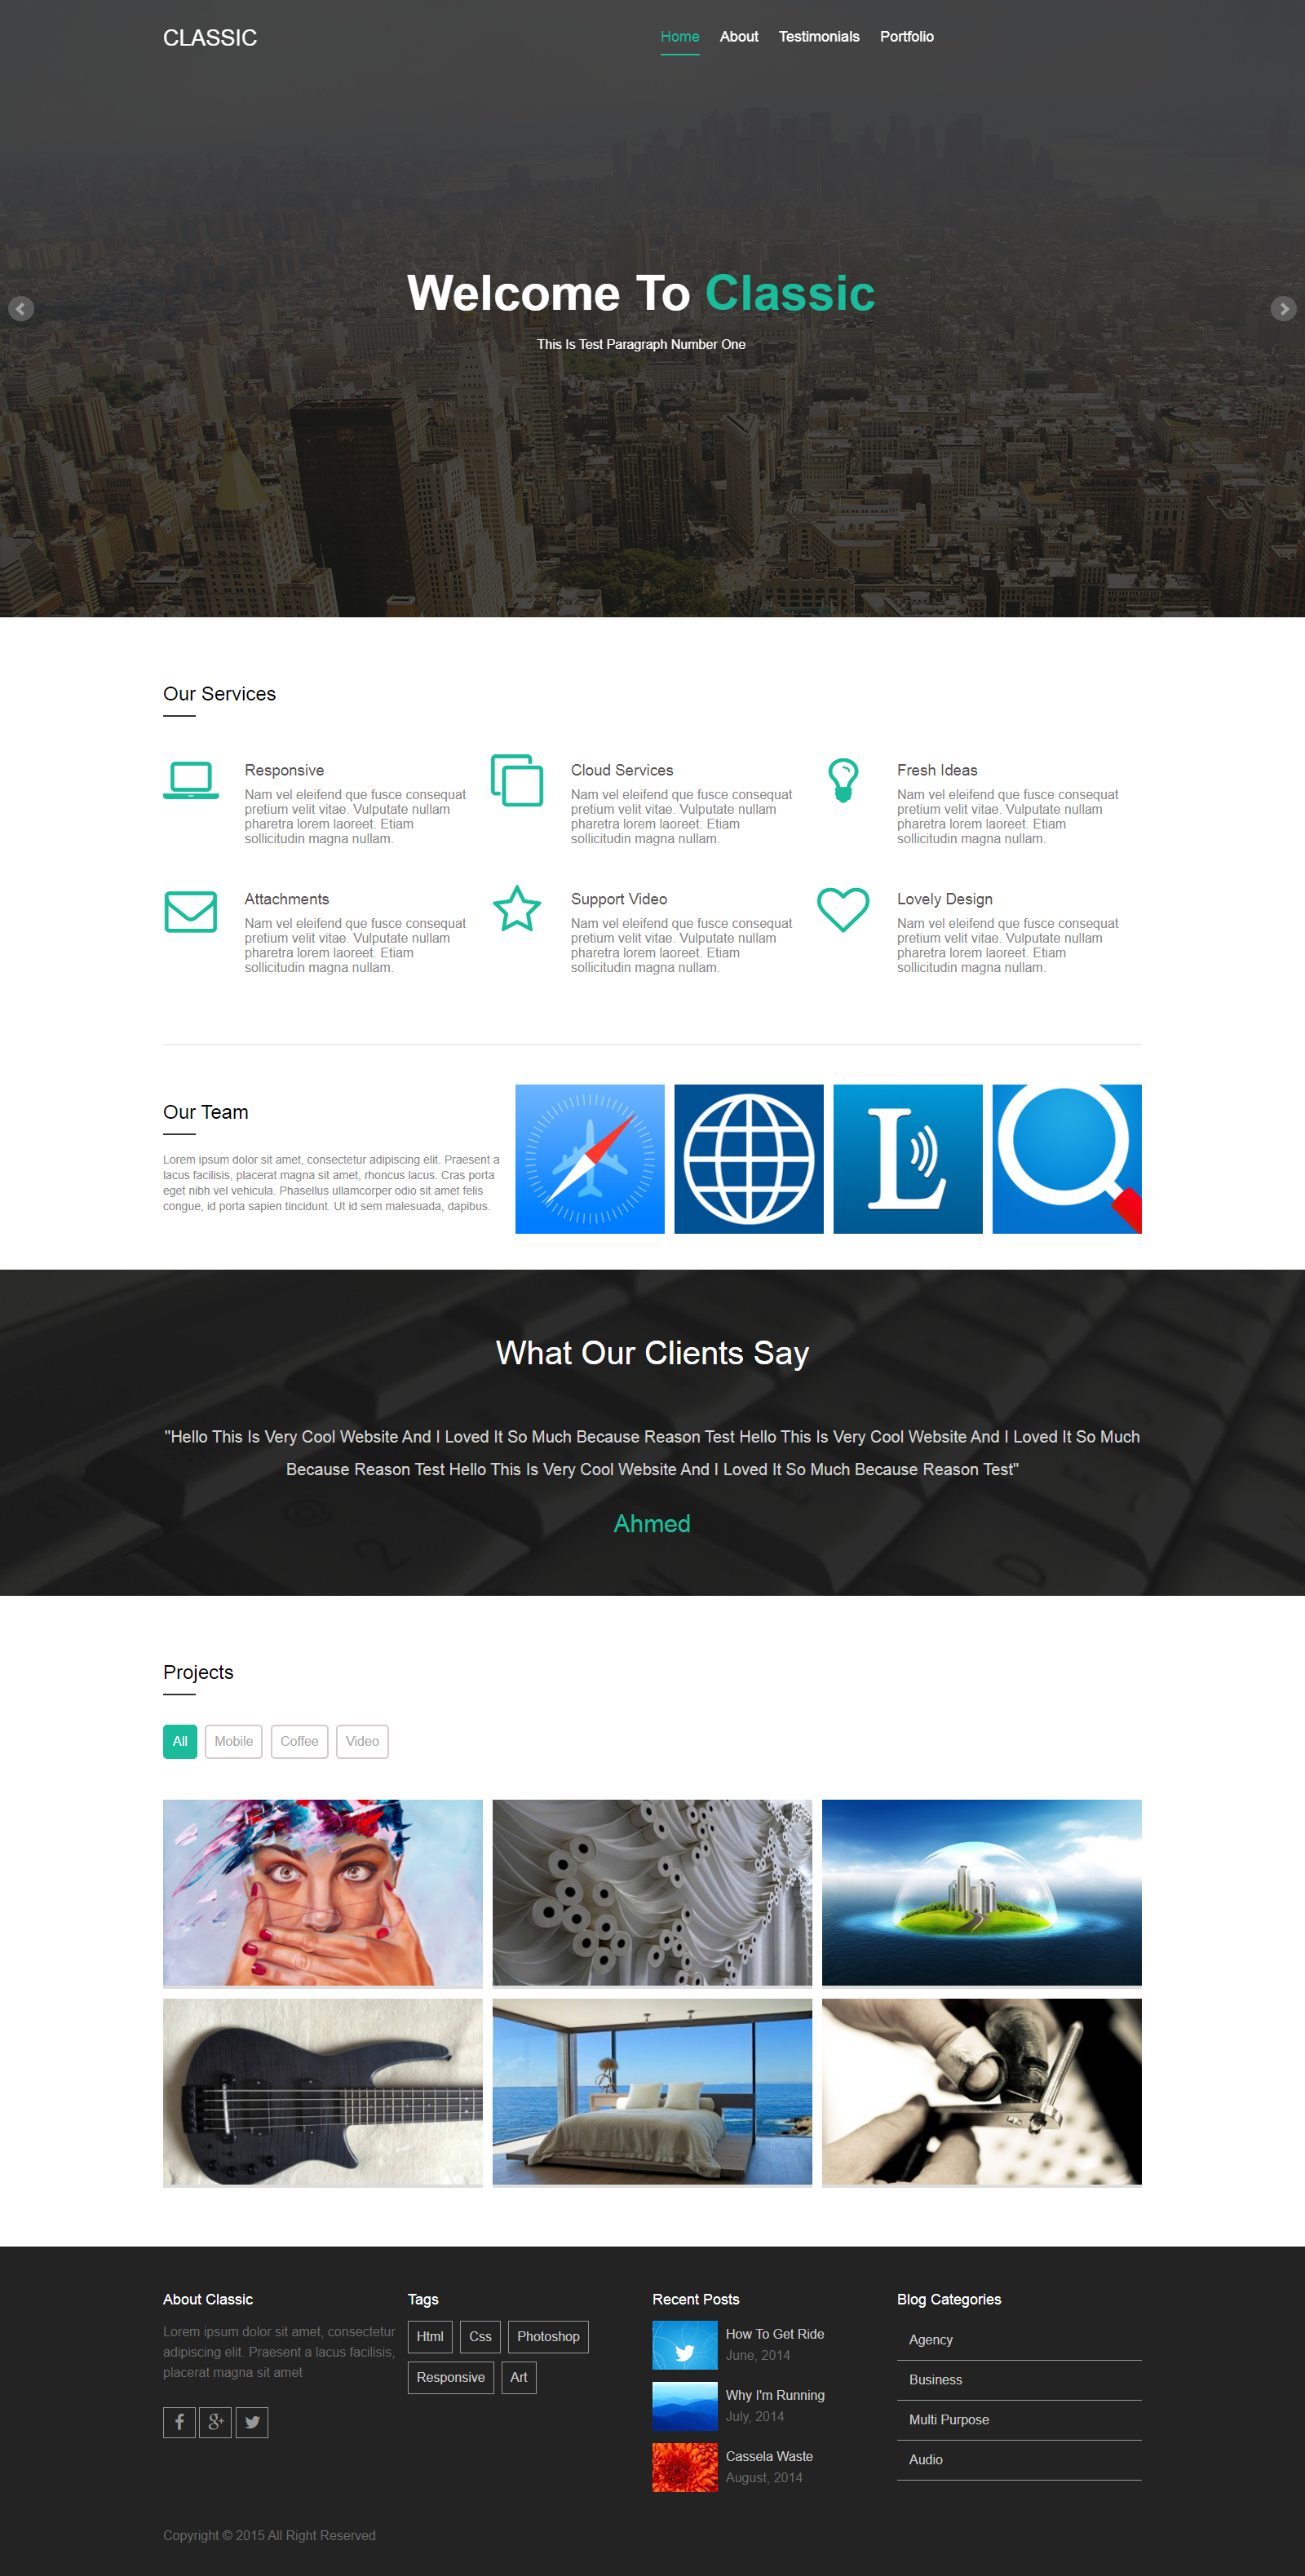 CLASSIC
Home About Testimonials Portfolio
Welcome To Classic
This Is Test Paragraph Number One
Our Services
Responsive
Nam vel eleifend que fusce consequat
pretium velit vitae. Vulputate nullam
pharetra lorem laoreet. Etiam
sollicitudin magna nullam.
Cloud Services
Nam vel eleifend que fusce consequat
pretium velit vitae. Vulputate nullam
pharetra lorem laoreet. Etiam
sollicitudin magna nullam.
Fresh Ideas
Nam vel eleifend que fusce consequat
pretium velit vitae. Vulputate nullam
pharetra lorem laoreet. Etiam
sollicitudin magna nullam.
Attachments
Nam vel eleifend que fusce consequat
pretium velit vitae. Vulputate nullam
pharetra lorem laoreet. Etiam
sollicitudin magna nullam.
Support Video
Nam vel eleifend que fusce consequat
pretium velit vitae. Vulputate nullam
pharetra lorem laoreet. Etiam
sollicitudin magna nullam.
Lovely Design
Nam vel eleifend que fusce consequat
pretium velit vitae. Vulputate nullam
pharetra lorem laoreet. Etiam
sollicitudin magna nullam.
Our Team
Lorem ipsum dolor sit amet, consectetur adipiscing elit. Praesent a
lacus facilisis, placerat magna sit amet, rhoncus lacus. Cras porta
eget nibh vel vehicula. Phasellus ullamcorper odio sit amet felis
congue, id porta sapien tincidunt. Ut id sem malesuada, dapibus.
L
What Our Clients Say
"Hello This Is Very Cool Website And I Loved It So Much Because Reason Test Hello This Is Very Cool Website And I Loved It So Much
Because Reason Test Hello This Is Very Cool Website And I Loved It So Much Because Reason Test"
Ahmed
@
2
N
D
Projects
All Mobile Coffee Video
About Classic
Lorem ipsum dolor sit amet, consectetur
adipiscing elit. Praesent a lacus facilisis,
placerat magna sit amet
Tags
Html Css Photoshop
Responsive Art
Recent Posts
How To Get Ride
June, 2014
Why I'm Running
July, 2014
Cassela Waste
August, 2014
Blog Categories
Agency
Business
Multi Purpose
Audio
Copyright © 2015 All Right Reserved